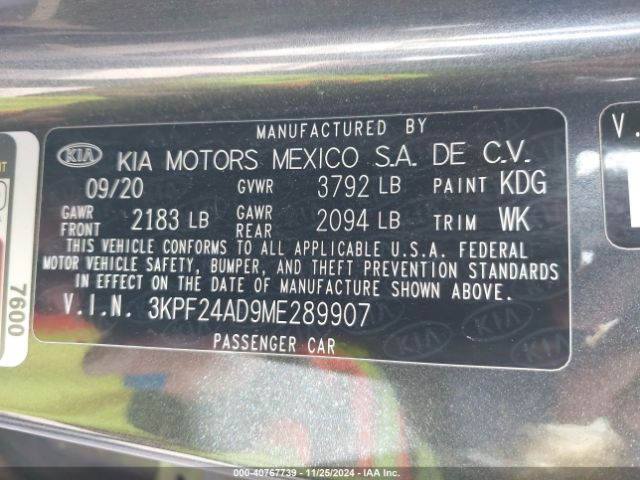 MANUFACTURED BY
KIA KIA MOTORS MEXICO S.A. DE C.V.
09/20 GVWR 3792 LB PAINT KDG
GAWR FRONT 2183 LB GAWR REAR 2094 LB TRIM WK
THIS VEHICLE CONFORMS TO ALL APPLICABLE U.S.A. FEDERAL
MOTOR VEHICLE SAFETY, BUMPER, AND THEFT PREVENTION STANDARDS
IN EFFECT ON THE DATE OF MANUFACTURE SHOWN ABOVE.
V.I.N. 3KPF24AD9ME289907
PASSENGER CAR
7600
V.
000-40767739 - 11/25/2024 - IAA Inc.